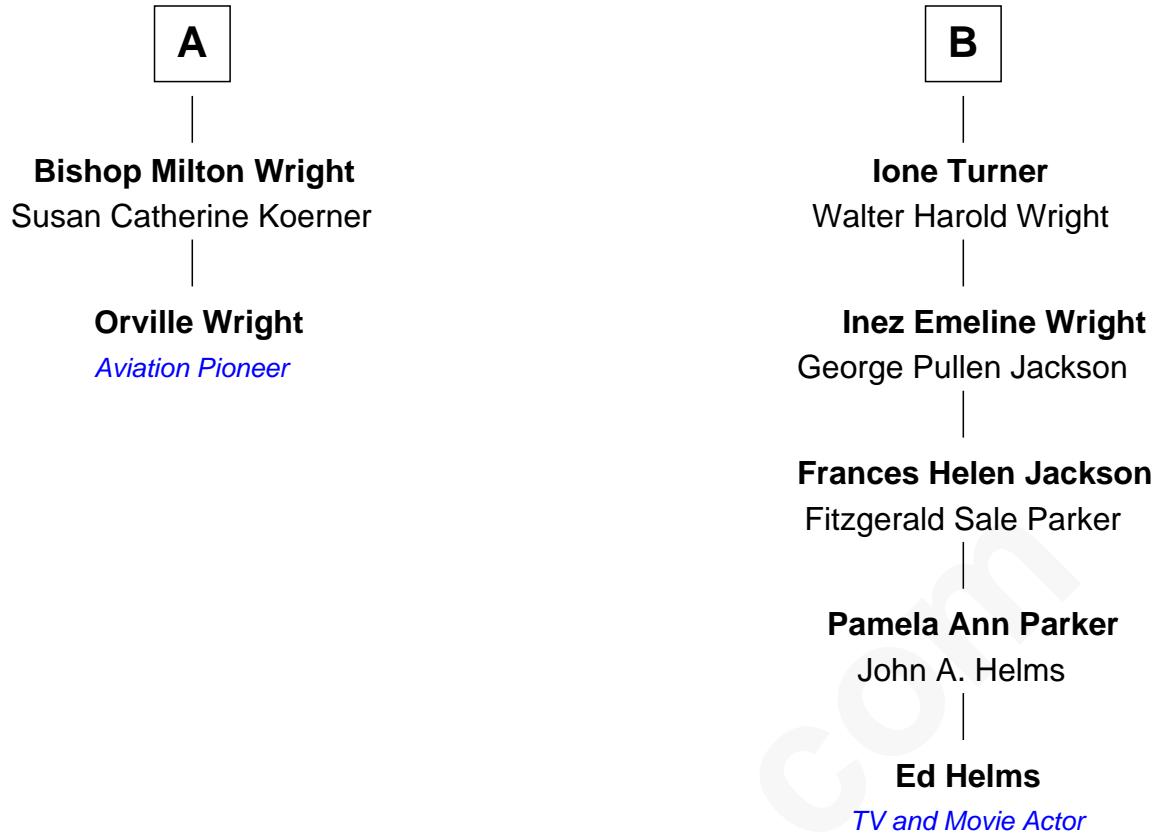 A
Bishop Milton Wright
Susan Catherine Koerner
Orville Wright
Aviation Pioneer
B
Ione Turner
Walter Harold Wright
Inez Emeline Wright
George Pullen Jackson
Frances Helen Jackson
Fitzgerald Sale Parker
Pamela Ann Parker
John A. Helms
Ed Helms
TV and Movie Actor
com